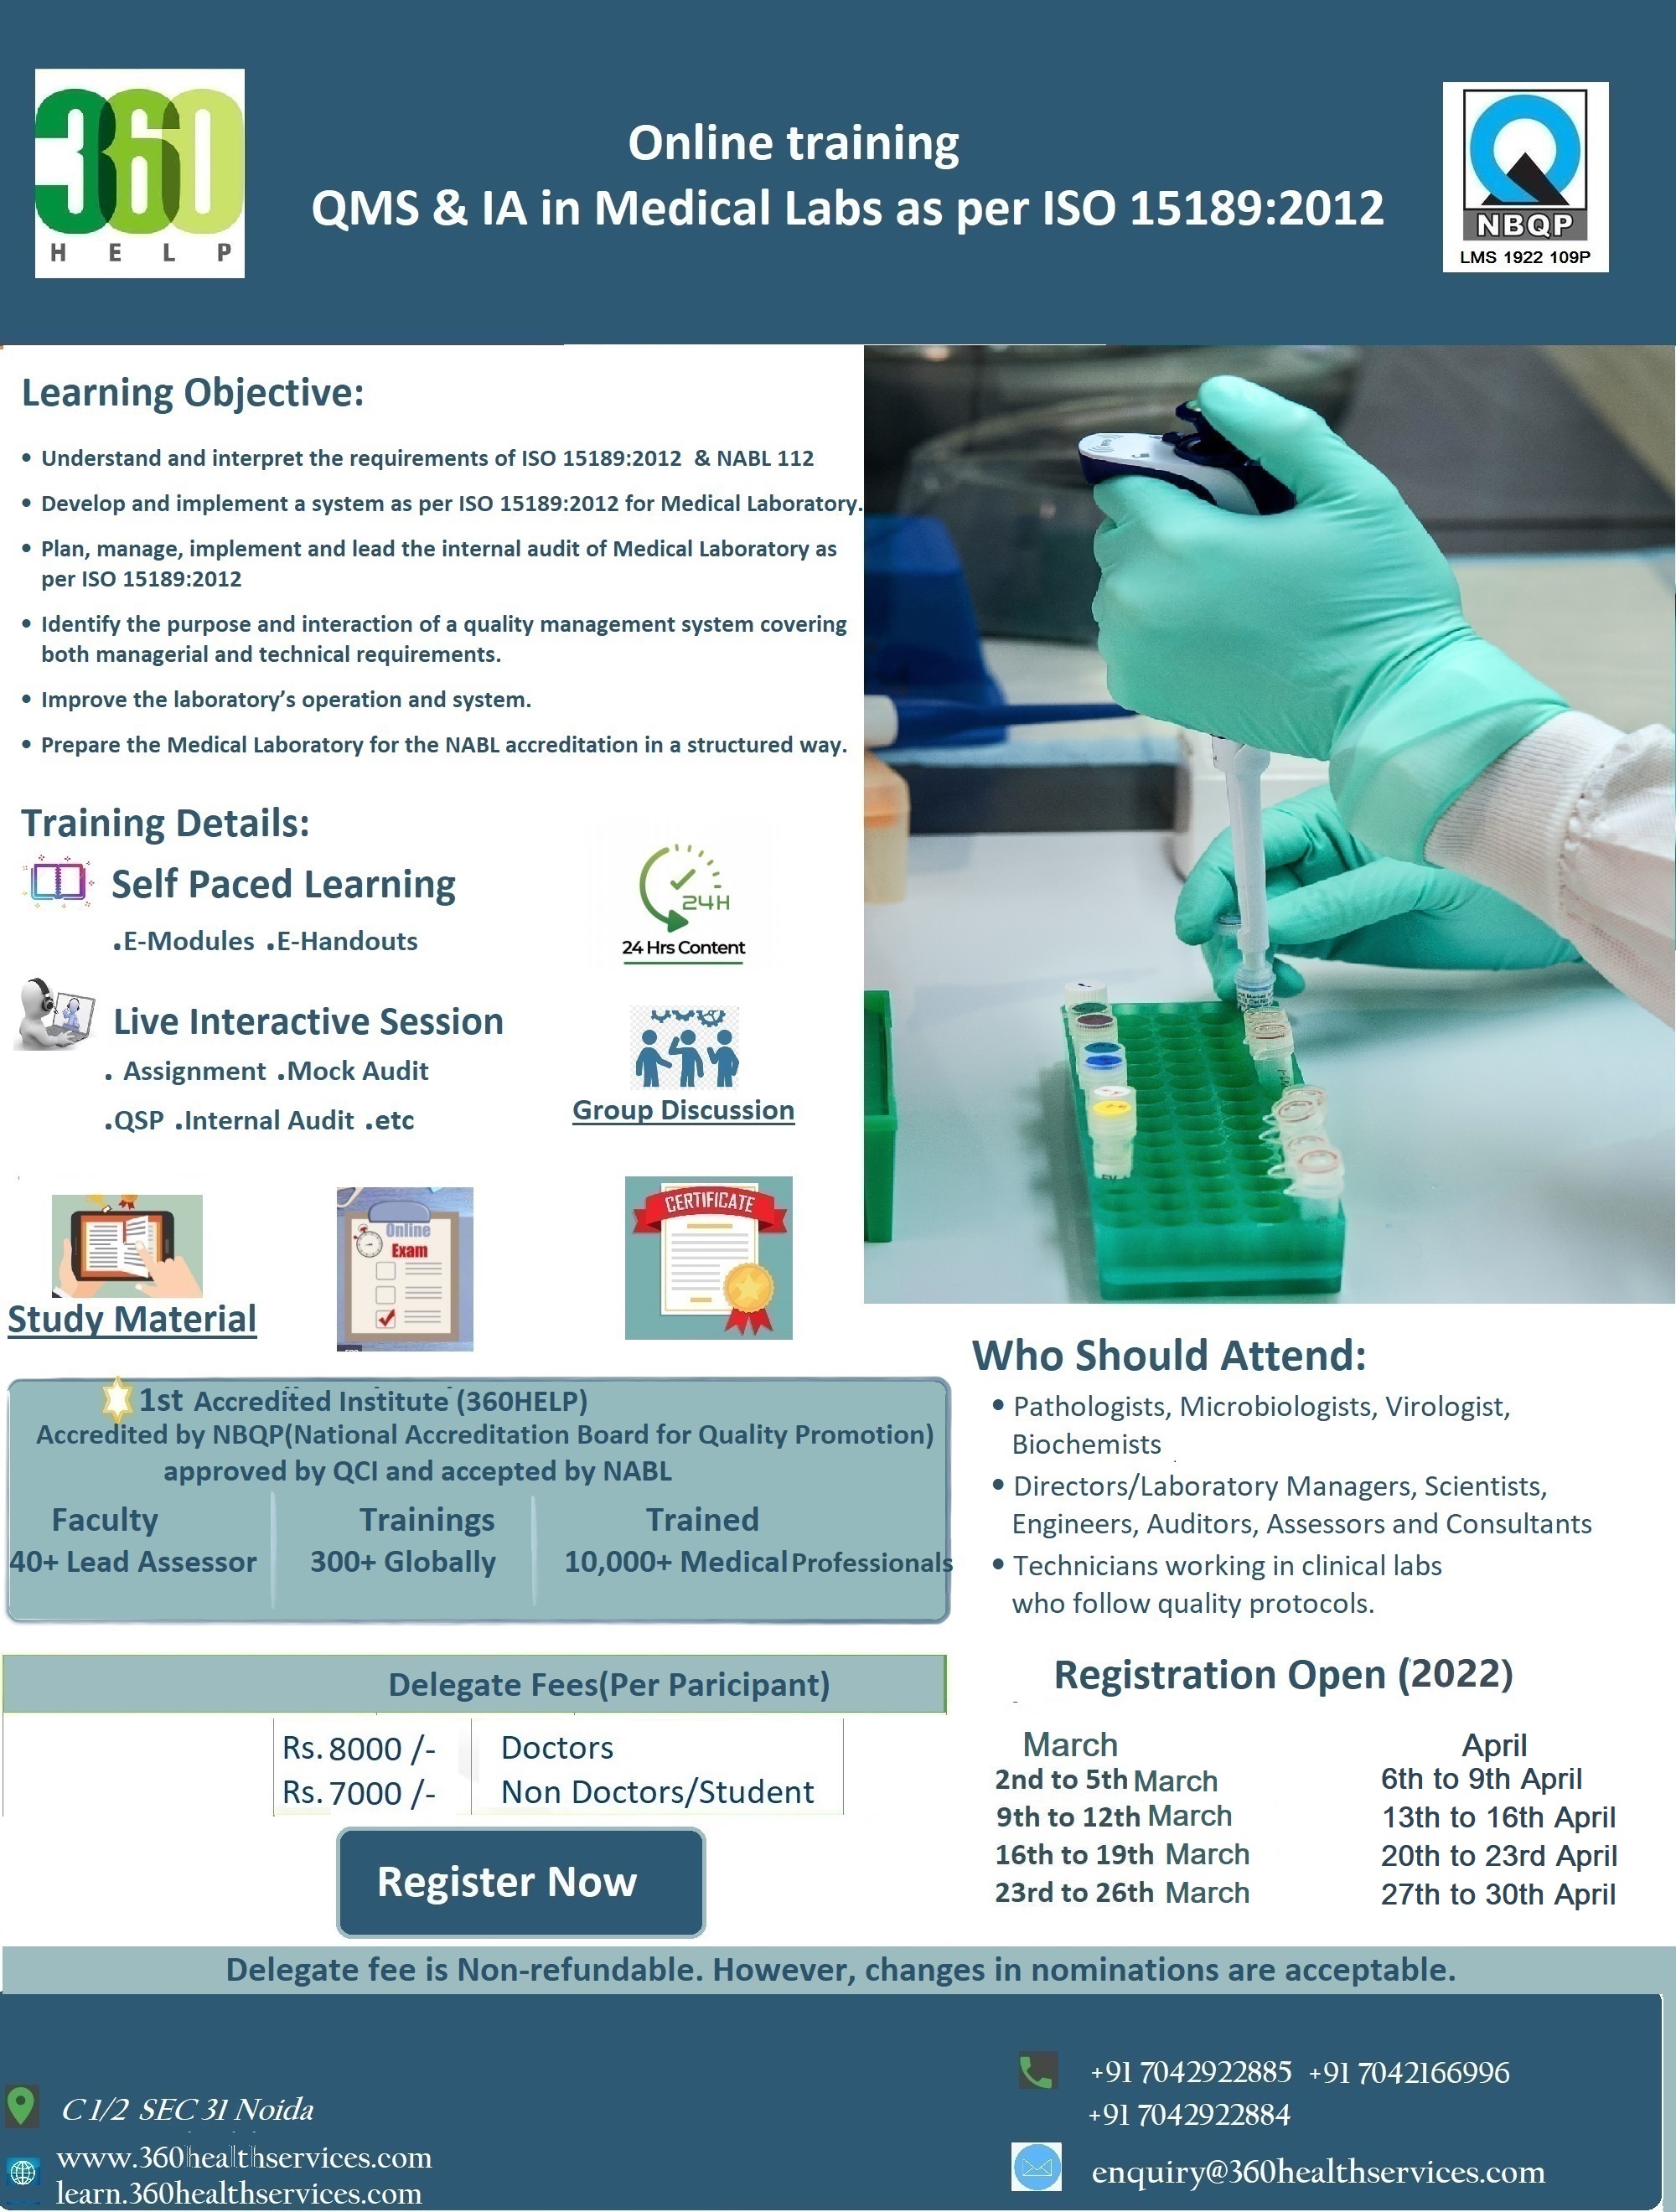 360
HELP
Online training
QMS & IA in Medical Labs as per ISO 15189:2012
NBQP
LMS 1922 109P
Learning Objective:
• Understand and interpret the requirements of ISO 15189:2012 & NABL 112
• Develop and implement a system as per ISO 15189:2012 for Medical Laboratory.
• Plan, manage, implement and lead the internal audit of Medical Laboratory as
per ISO 15189:2012
• Identify the purpose and interaction of a quality management system covering
both managerial and technical requirements.
• Improve the laboratory’s operation and system.
• Prepare the Medical Laboratory for the NABL accreditation in a structured way.
Training Details:
Self Paced Learning
.E-Modules .E-Handouts
24H
24 Hrs Content
Live Interactive Session
. Assignment .Mock Audit
.QSP .Internal Audit .etc
Group Discussion
Study Material
Online
Exam
CERTIFICATE
1st Accredited Institute (360HELP)
Accredited by NBQP(National Accreditation Board for Quality Promotion)
approved by QCI and accepted by NABL
Faculty
40+ Lead Assessor
Trainings
300+ Globally
Trained
10,000+ Medical Professionals
Who Should Attend:
• Pathologists, Microbiologists, Virologist,
Biochemists
• Directors/Laboratory Managers, Scientists,
Engineers, Auditors, Assessors and Consultants
• Technicians working in clinical labs
who follow quality protocols.
Delegate Fees(Per Paricipant)
Rs. 8000 /- Doctors
Rs. 7000 /- Non Doctors/Student
Register Now
Registration Open (2022)
March
2nd to 5th March
9th to 12th March
16th to 19th March
23rd to 26th March
April
6th to 9th April
13th to 16th April
20th to 23rd April
27th to 30th April
Delegate fee is Non-refundable. However, changes in nominations are acceptable.
C 1/2 SEC 31 Noida
www.360healthservices.com
learn.360healthservices.com
+91 7042922885 +91 7042166996
+91 7042922884
enquiry@360healthservices.com